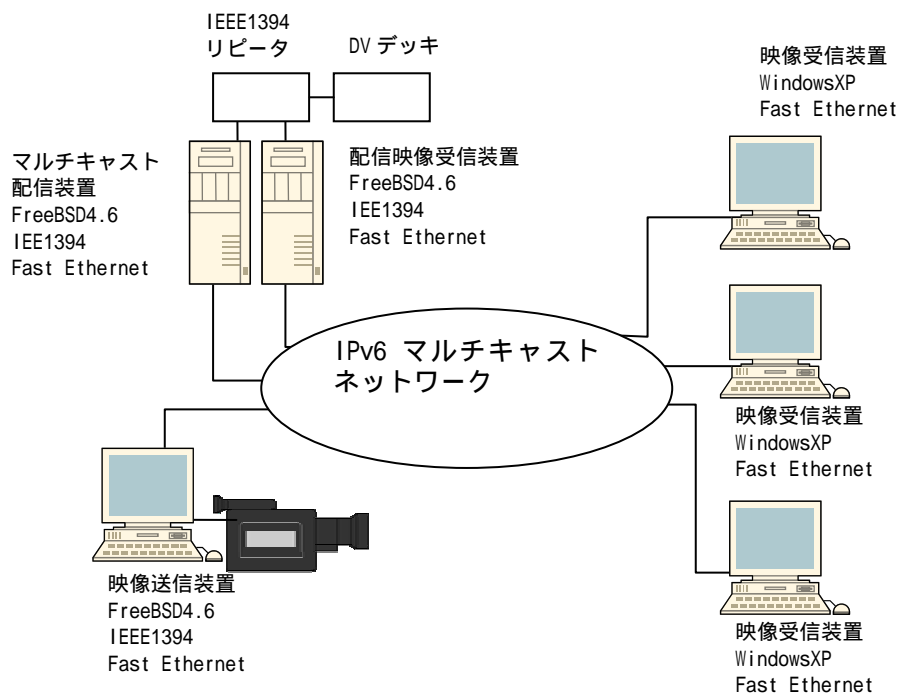 IEEE1394
リピータ
DV デッキ
マルチキャスト
配信装置
FreeBSD4.6
IEE1394
Fast Ethernet
配信映像受信装置
FreeBSD4.6
IEE1394
Fast Ethernet
映像受信装置
WindowsXP
Fast Ethernet
IPv6 マルチキャスト
ネットワーク
映像受信装置
WindowsXP
Fast Ethernet
映像送信装置
FreeBSD4.6
IEEE1394
Fast Ethernet
映像受信装置
WindowsXP
Fast Ethernet